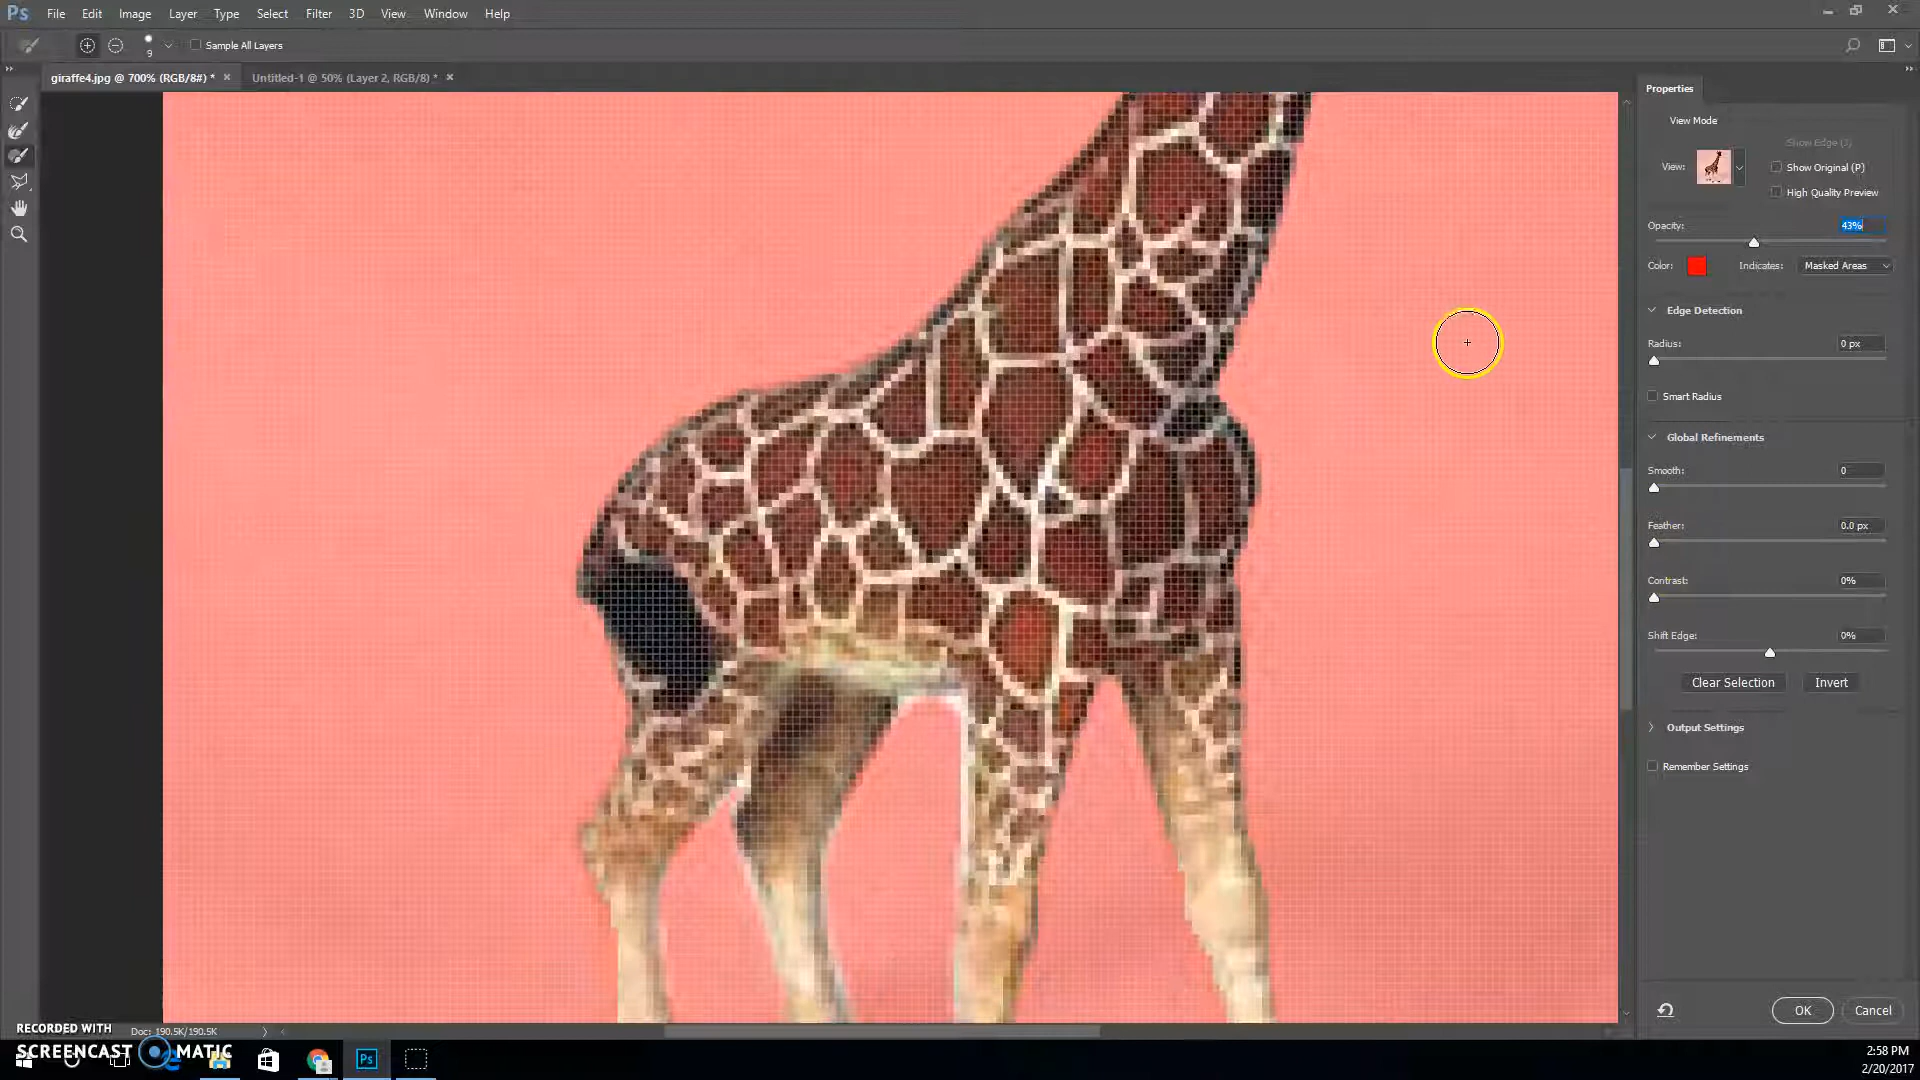 Ps File Edit Image Layer Type Select Filter 3D View Window Help
9 Sample All Layers
giraffe4.jpg @ 700% (RGB/8#) * × Untitled-1 @ 50% (Layer 2, RGB/8) * ×
Properties
View Mode
Show Edge (J)
View: Show Original (P)
High Quality Preview
Opacity: 43%
Color: Indicates: Masked Areas
Edge Detection
Radius: 0 px
Smart Radius
Global Refinements
Smooth: 0
Feather: 0.0 px
Contrast: 0%
Shift Edge: 0%
Clear Selection Invert
Output Settings
Remember Settings
OK Cancel
Doc: 190.5K/190.5K
RECORDED WITH
SCREENCAST MATIC
Ps
2:58 PM
2/20/2017